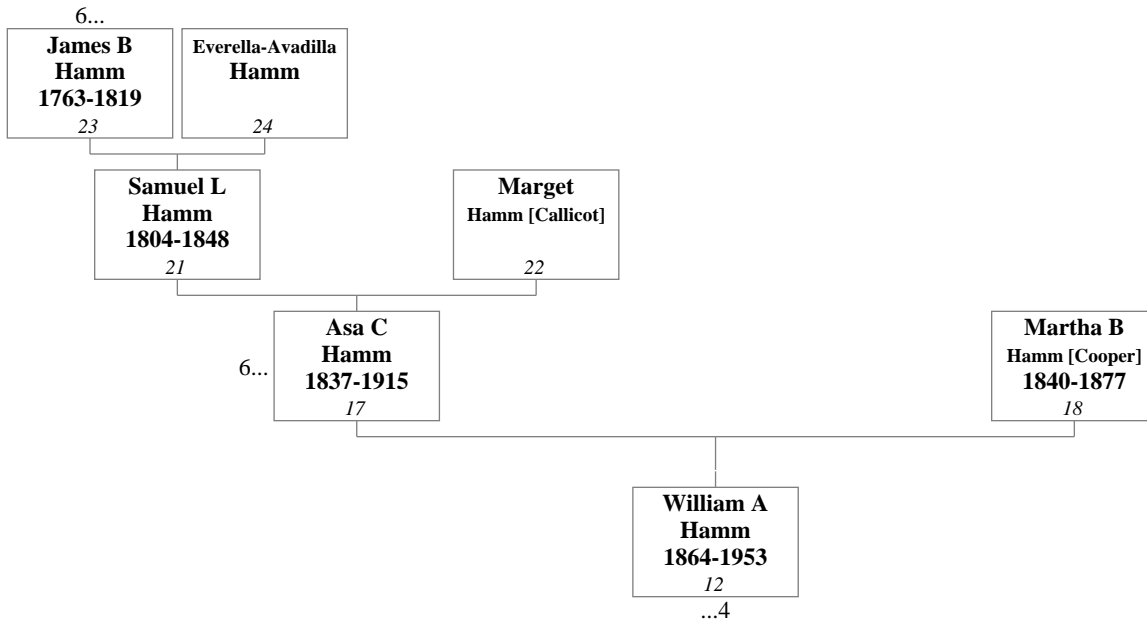 6...
James B
Hamm
1763-1819
23
Everella-Avadilla
Hamm
24
Samuel L
Hamm
1804-1848
21
Marget
Hamm [Callicot]
22
6...
Asa C
Hamm
1837-1915
17
Martha B
Hamm [Cooper]
1840-1877
18
William A
Hamm
1864-1953
12
...4